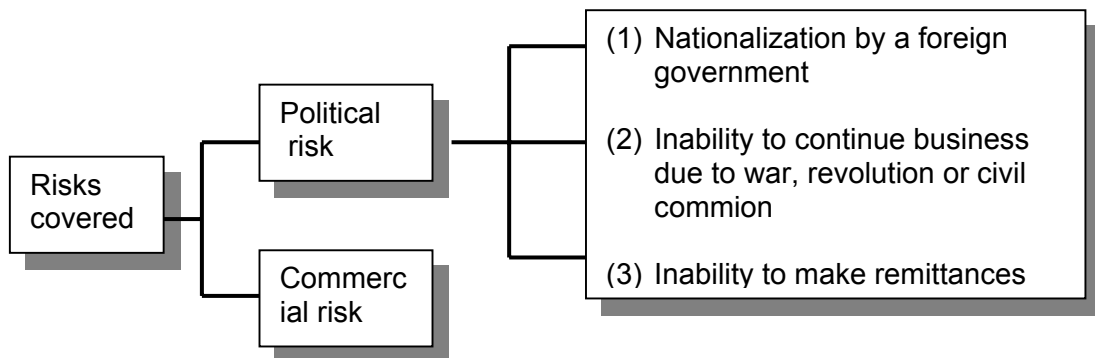 Risks
covered
Political
risk
Commerc
ial risk
(1) Nationalization by a foreign
government
(2) Inability to continue business
due to war, revolution or civil
commion
(3) Inability to make remittances